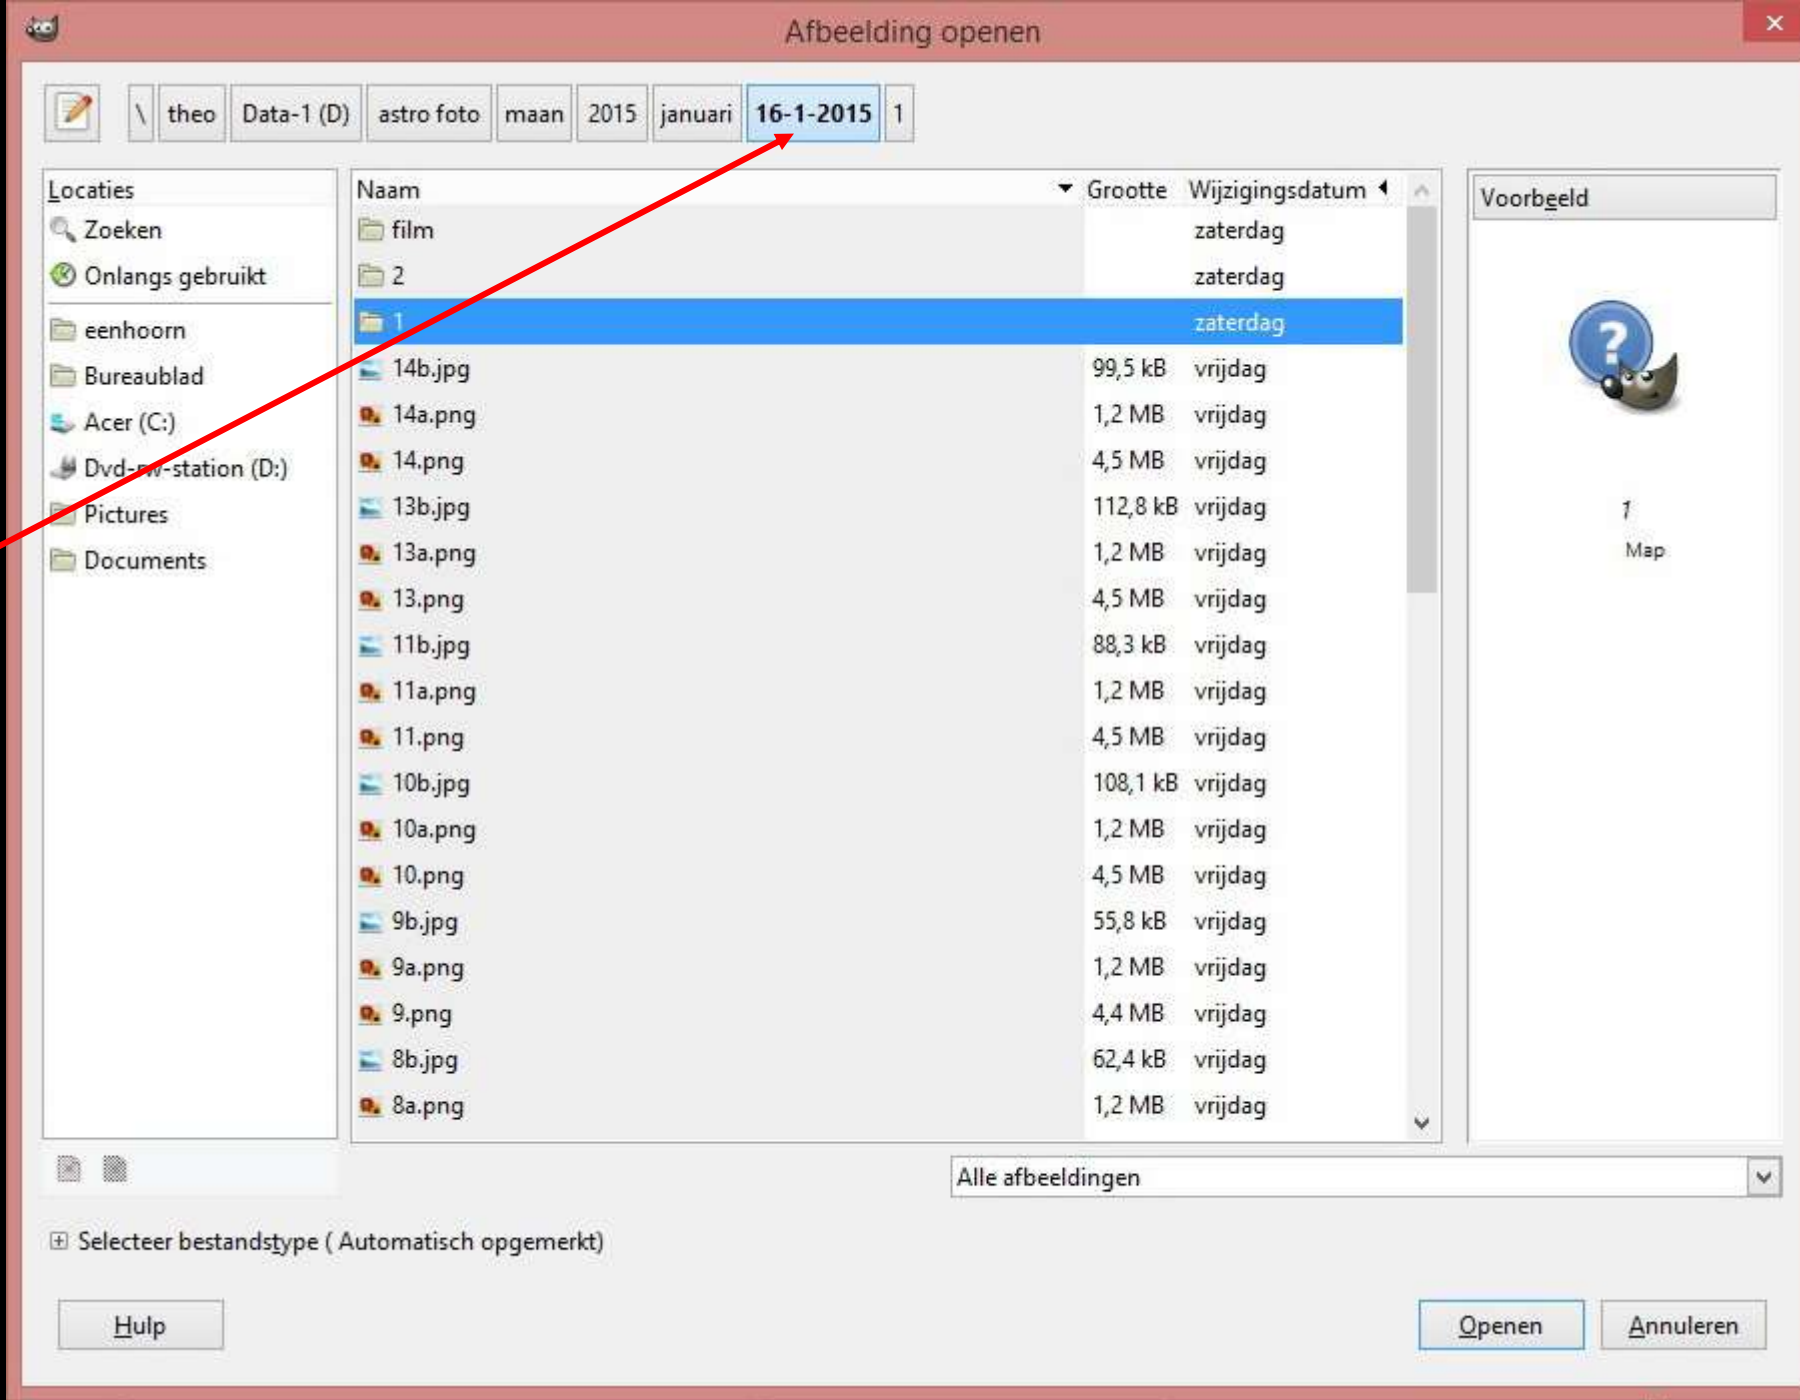 Afbeelding openen
\ theo Data-1 (D) astro foto maan 2015 januari 16-1-2015 1
Locaties
Zoeken
Onlangs gebruikt
eenhoorn
Bureaublad
Acer (C:)
Dvd-rw-station (D:)
Pictures
Documents
Naam Grootte Wijzigingsdatum
film zaterdag
2 zaterdag
1 zaterdag
14b.jpg 99,5 kB vrijdag
14a.png 1,2 MB vrijdag
14.png 4,5 MB vrijdag
13b.jpg 112,8 kB vrijdag
13a.png 1,2 MB vrijdag
13.png 4,5 MB vrijdag
11b.jpg 88,3 kB vrijdag
11a.png 1,2 MB vrijdag
11.png 4,5 MB vrijdag
10b.jpg 108,1 kB vrijdag
10a.png 1,2 MB vrijdag
10.png 4,5 MB vrijdag
9b.jpg 55,8 kB vrijdag
9a.png 1,2 MB vrijdag
9.png 4,4 MB vrijdag
8b.jpg 62,4 kB vrijdag
8a.png 1,2 MB vrijdag
Voorbeeld
1
Map
Alle afbeeldingen
Selecteer bestandstype ( Automatisch opgemerkt)
Hulp
Openen
Annuleren